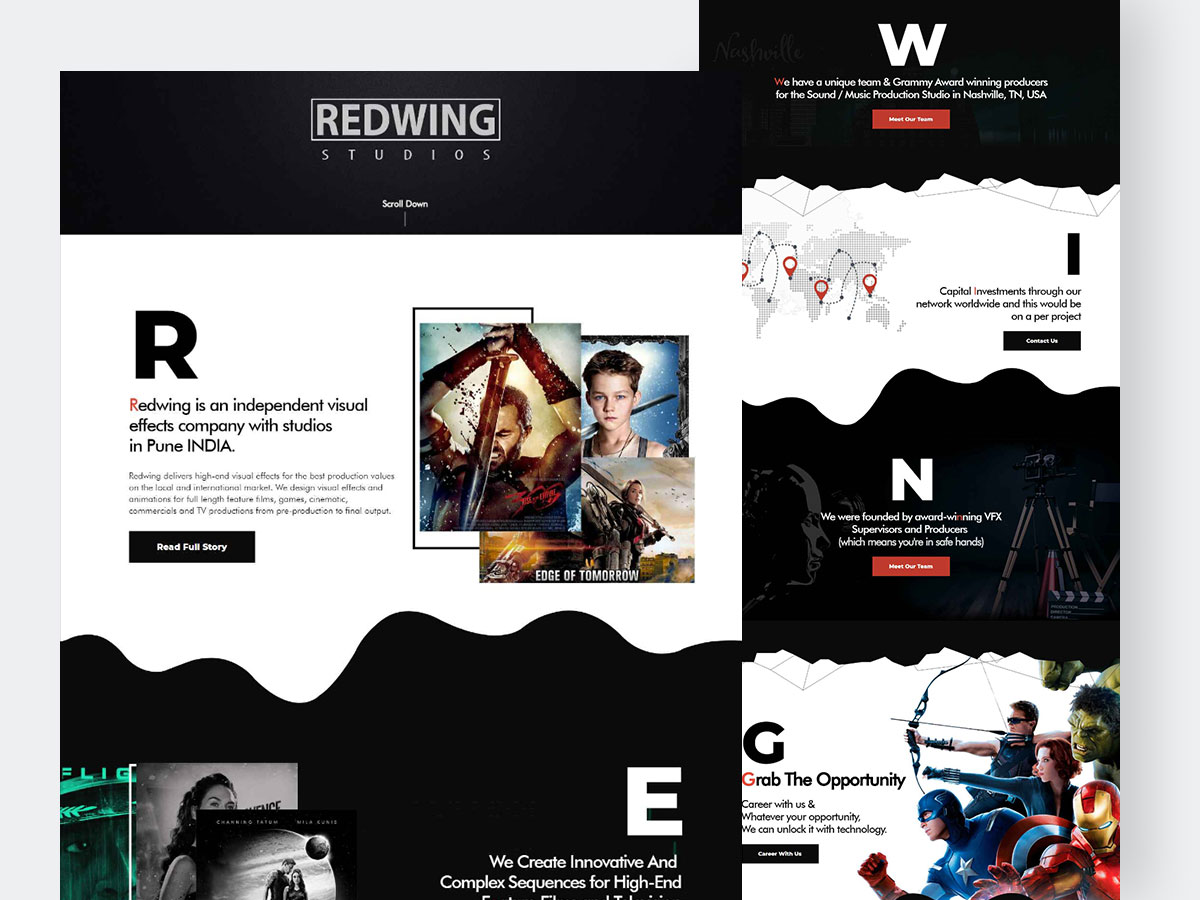 REDWING
STUDIOS
Scroll Down
R
Redwing is an independent visual
effects company with studios
in Pune INDIA.
Redwing delivers high-end visual effects for the best production values
on the local and international market. We design visual effects and
animations for full length feature films, games, cinematic,
commercials and TV productions from pre-production to final output.
Read Full Story
EDGE OF TOMORROW
FLIG
CHANNING TATUM MILA KUNIS
E
We Create Innovative And
Complex Sequences for High-End
Nashville
W
We have a unique team & Grammy Award winning producers
for the Sound / Music Production Studio in Nashville, TN, USA
Meet Our Team
I
Capital Investments through our
network worldwide and this would be
on a per project
Contact Us
N
We were founded by award-winning VFX
Supervisors and Producers
(which means you're in safe hands)
Meet Our Team
PRODUCTION
DIRECTOR
G
Grab The Opportunity
Career with us &
Whatever your opportunity,
We can unlock it with technology.
Career With Us